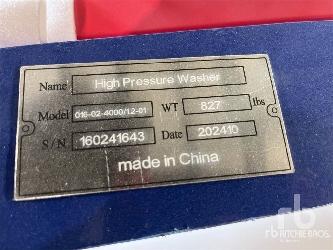 Name High Pressure Washer
Model 016-02-4000/12-01 WT 827 lbs
S/N 160241643 Date 202410
made in China
rb
RITCHIE BROS.